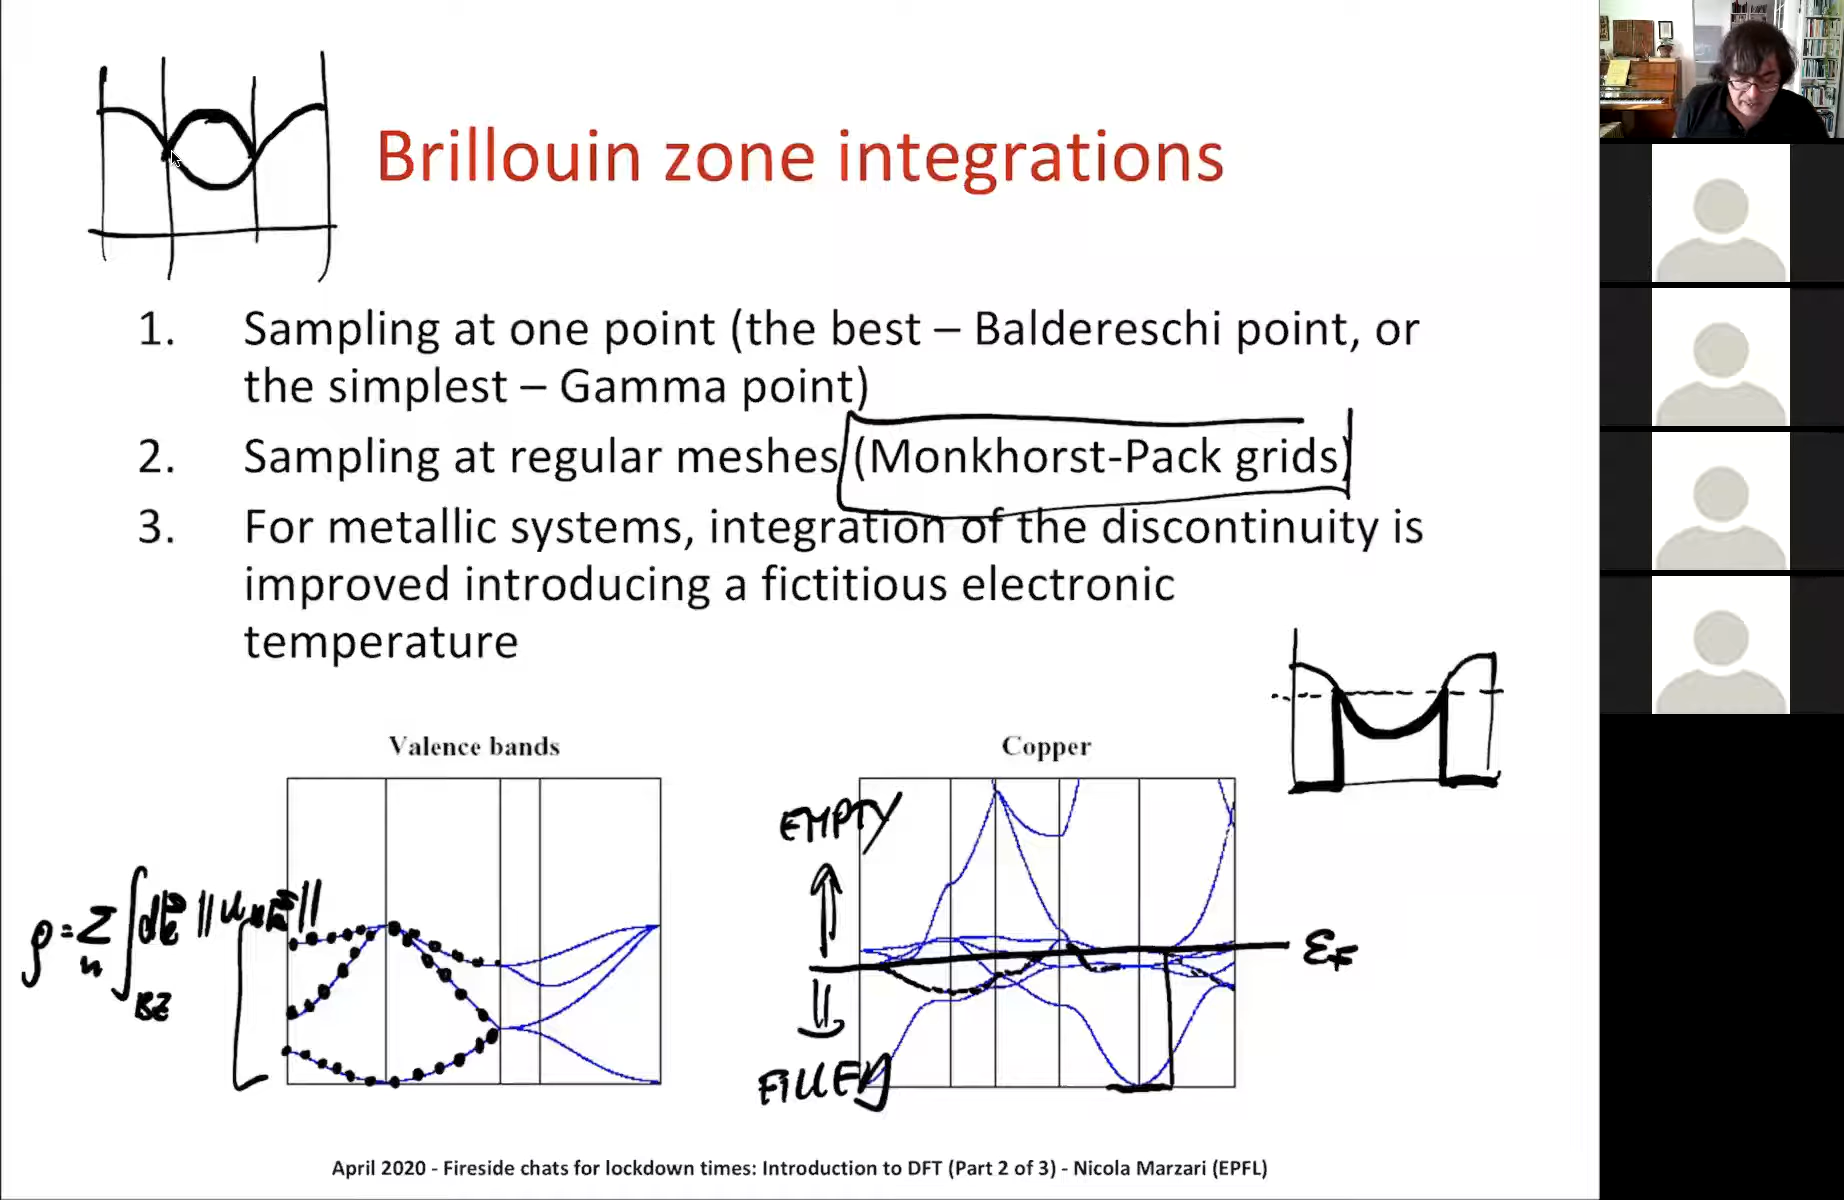 Brillouin zone integrations
1. Sampling at one point (the best – Baldereschi point, or
the simplest – Gamma point)
2. Sampling at regular meshes (Monkhorst-Pack grids)
3. For metallic systems, integration of the discontinuity is
improved introducing a fictitious electronic
temperature
Valence bands
Copper
EMPTY
ρ = Σ n ∫ BZ dk ||u nk||
εF
FILLED
April 2020 - Fireside chats for lockdown times: Introduction to DFT (Part 2 of 3) - Nicola Marzari (EPFL)